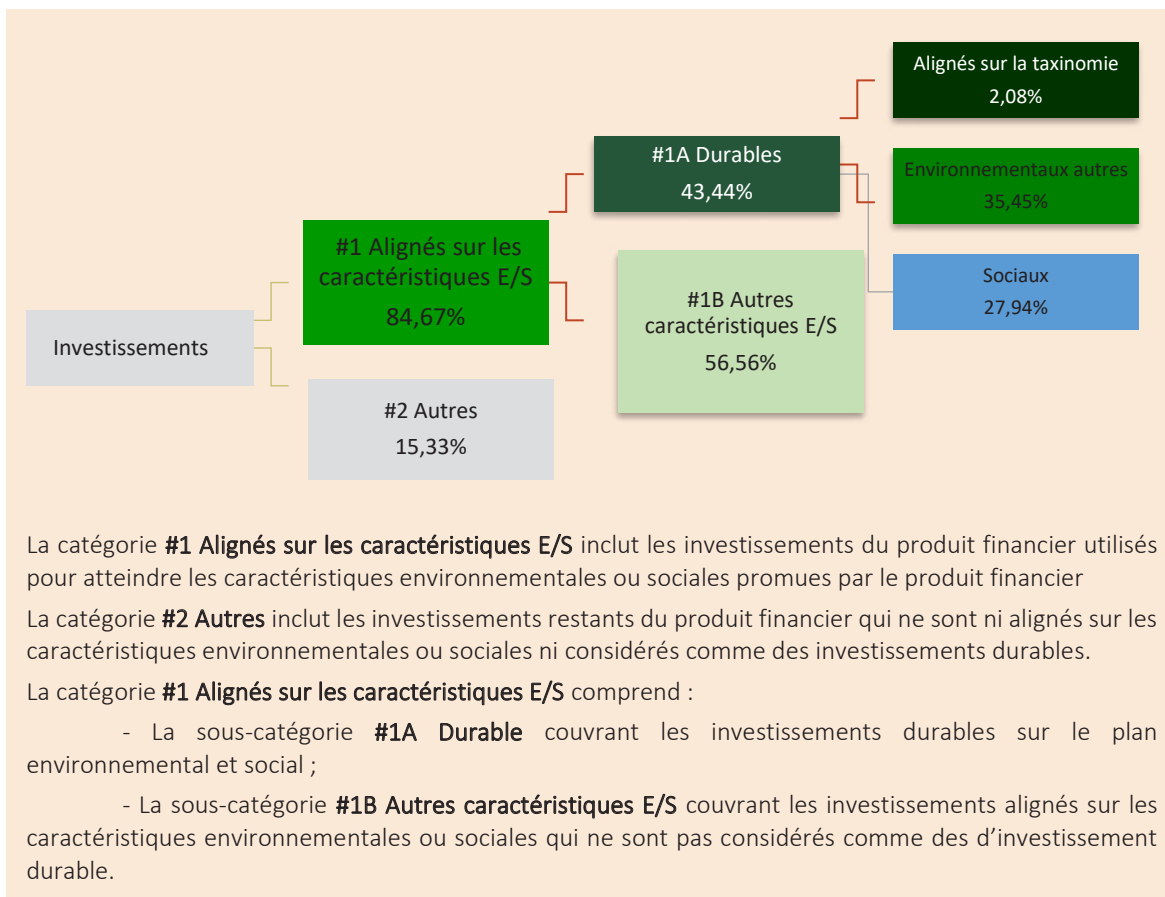 Alignés sur la taxinomie
2,08%
#1A Durables
43,44%
Environnementaux autres
35,45%
#1 Alignés sur les
caractéristiques E/S
84,67%
#1B Autres
caractéristiques E/S
56,56%
Sociaux
27,94%
Investissements
#2 Autres
15,33%
La catégorie #1 Alignés sur les caractéristiques E/S inclut les investissements du produit financier utilisés
pour atteindre les caractéristiques environnementales ou sociales promues par le produit financier
La catégorie #2 Autres inclut les investissements restants du produit financier qui ne sont ni alignés sur les
caractéristiques environnementales ou sociales ni considérés comme des investissements durables.
La catégorie #1 Alignés sur les caractéristiques E/S comprend :
- La sous-catégorie #1A Durable couvrant les investissements durables sur le plan
environnemental et social ;
- La sous-catégorie #1B Autres caractéristiques E/S couvrant les investissements alignés sur les
caractéristiques environnementales ou sociales qui ne sont pas considérés comme des d’investissement
durable.